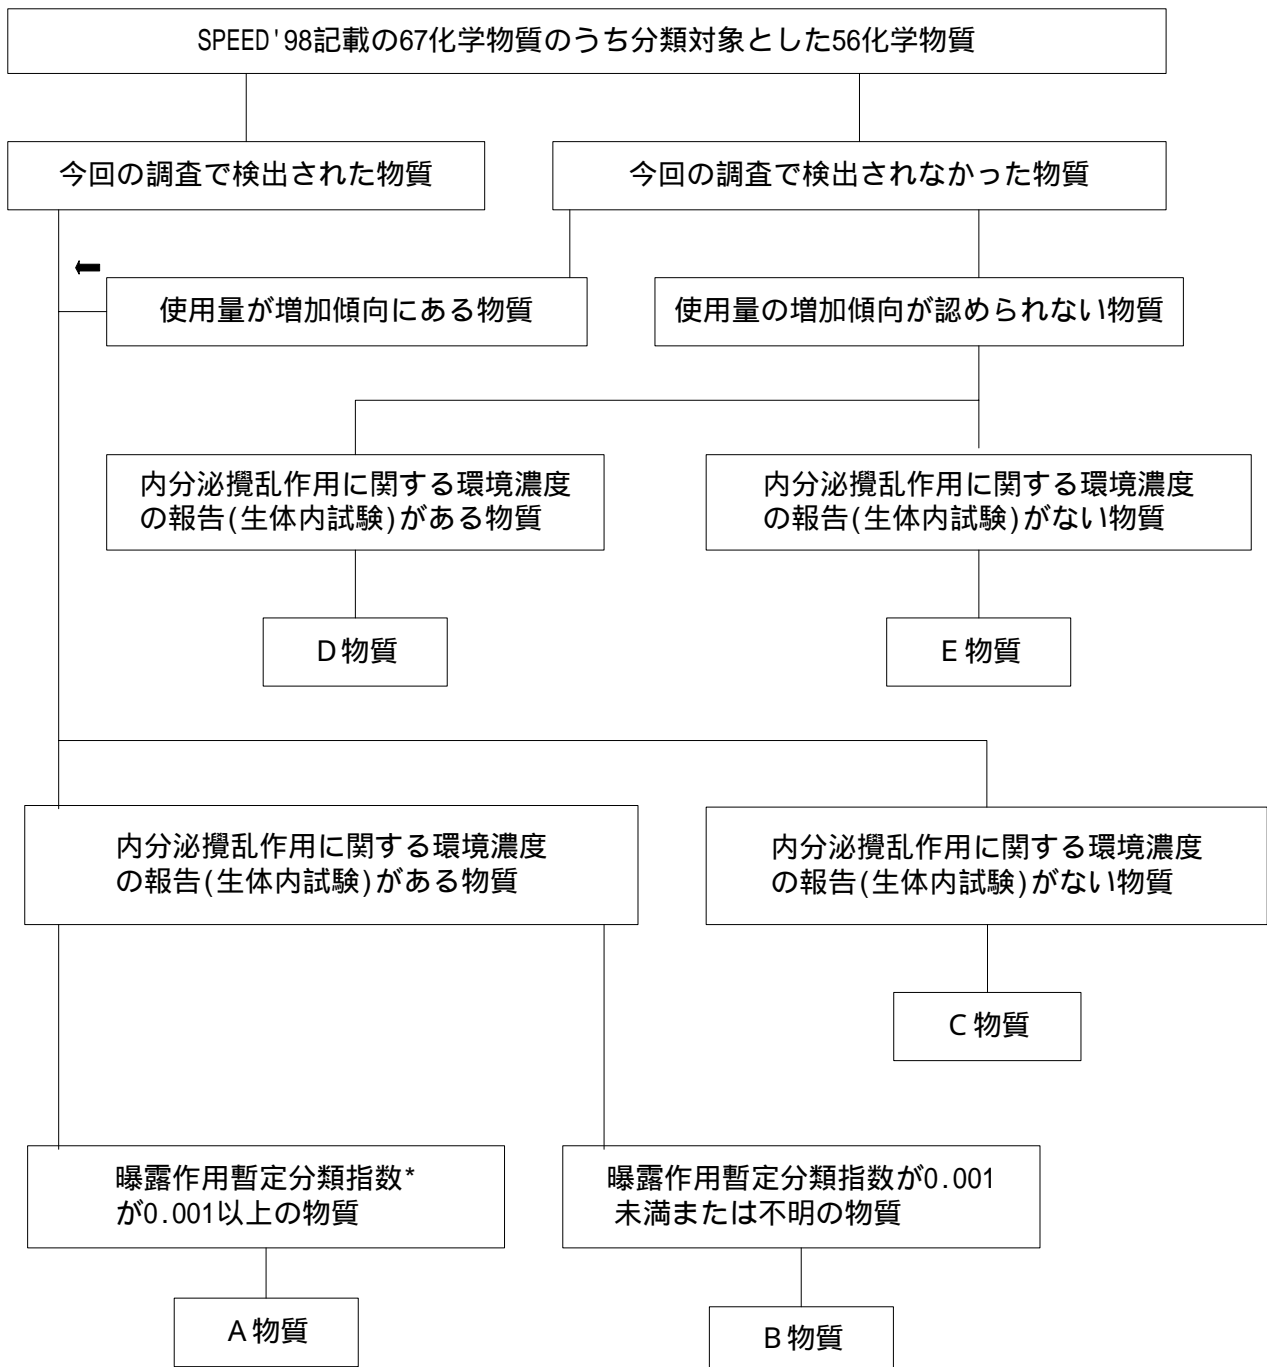 SPEED'98記載の67化学物質のうち分類対象とした56化学物質
今回の調査で検出された物質
今回の調査で検出されなかった物質
使用量が増加傾向にある物質
使用量の増加傾向が認められない物質
内分泌攪乱作用に関する環境濃度
の報告(生体内試験)がある物質
内分泌攪乱作用に関する環境濃度
の報告(生体内試験)がない物質
D物質
E物質
内分泌攪乱作用に関する環境濃度
の報告(生体内試験)がある物質
内分泌攪乱作用に関する環境濃度
の報告(生体内試験)がない物質
C物質
曝露作用暫定分類指数*
が0.001以上の物質
曝露作用暫定分類指数が0.001
未満または不明の物質
A物質
B物質